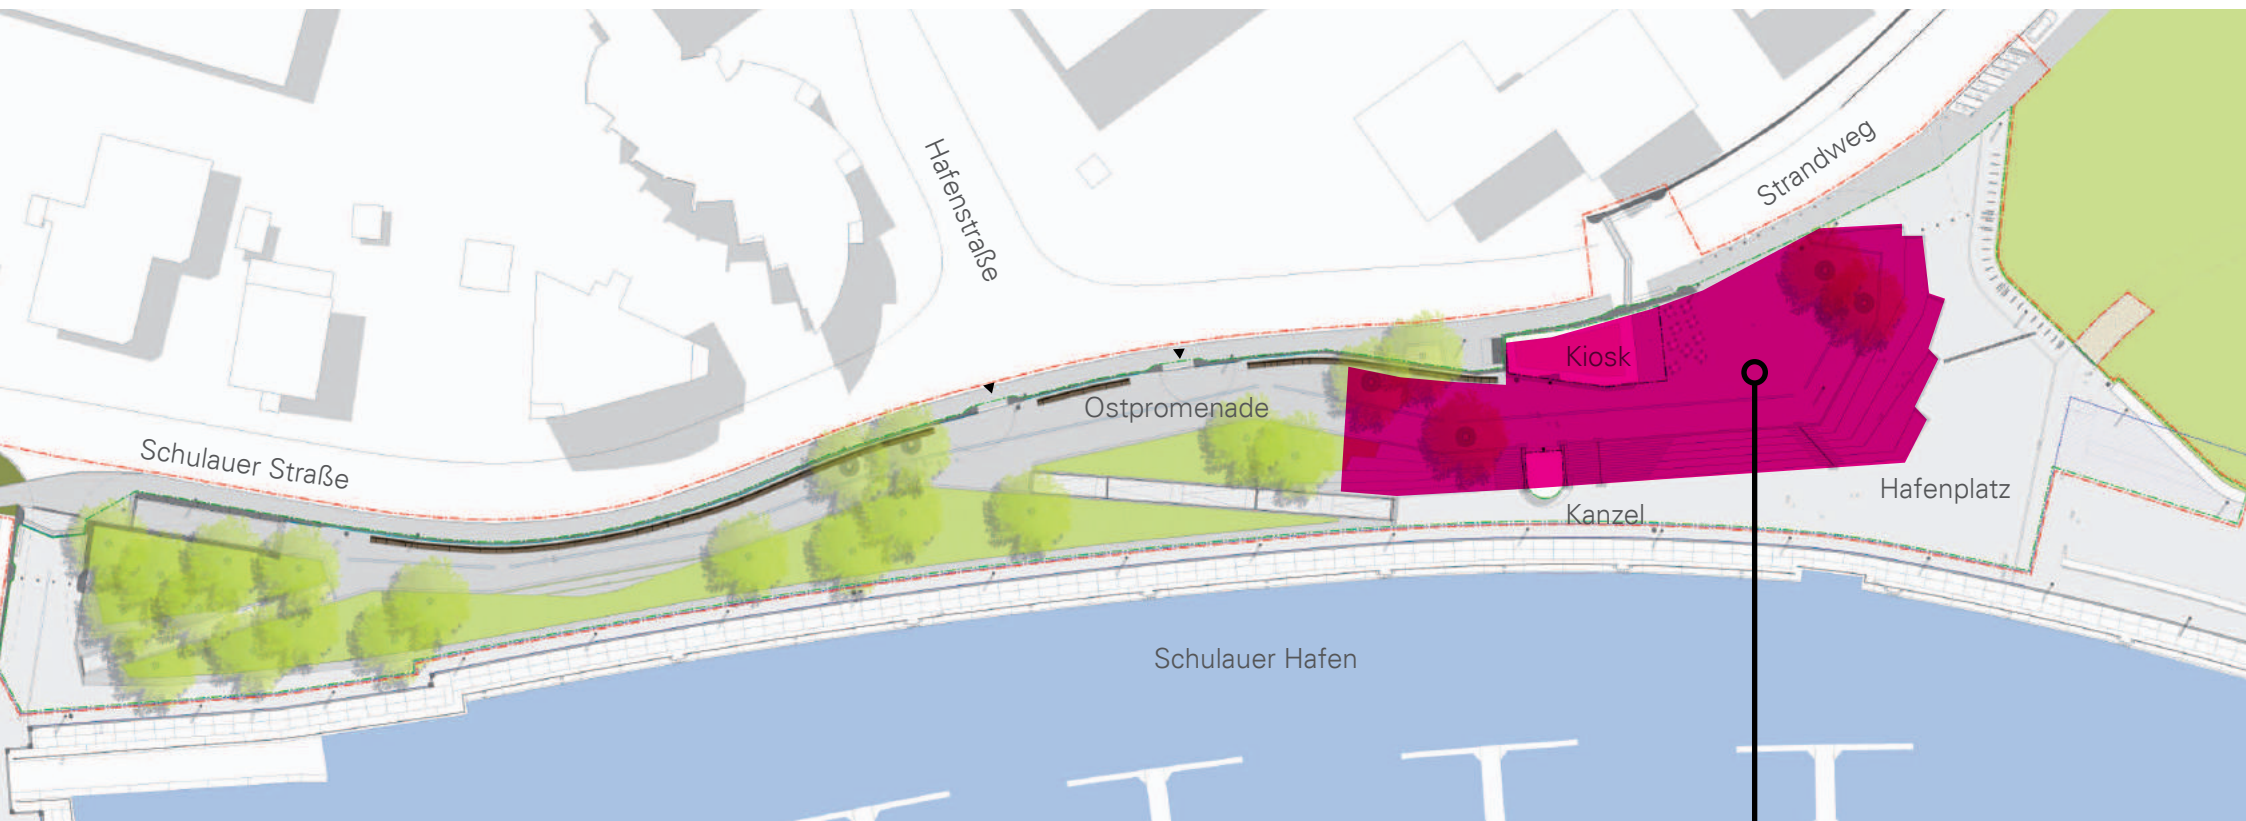 Hafenstraße
Strandweg
Kiosk
Ostpromenade
Schulauer Straße
Hafenplatz
Kanzel
Schulauer Hafen